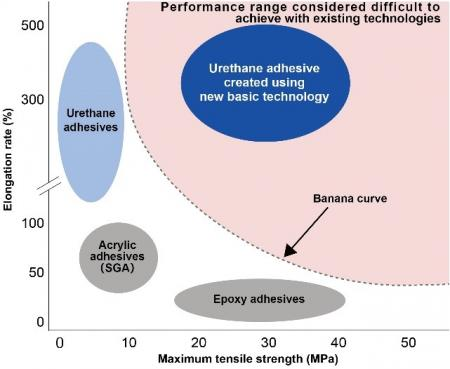 Performance range considered difficult to
achieve with existing technologies
500
Urethane adhesive
created using
new basic technology
300
Urethane
adhesives
Elongation rate (%)
Banana curve
100
Acrylic
adhesives
(SGA)
50
Epoxy adhesives
0
0 10 20 30 40 50
Maximum tensile strength (MPa)